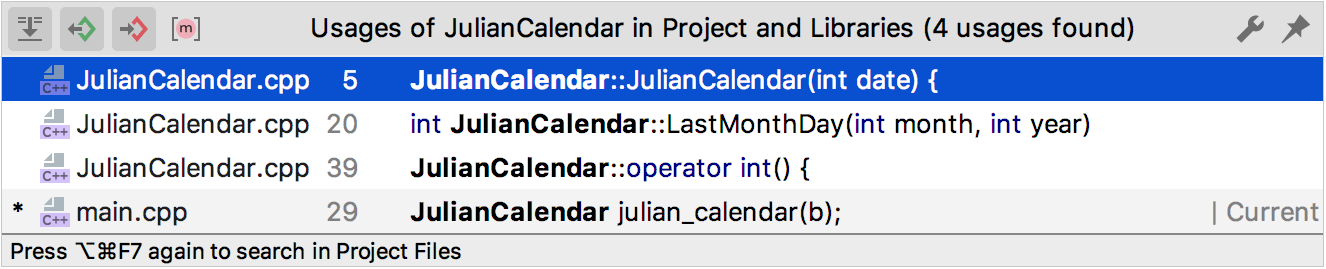 [m] Usages of JulianCalendar in Project and Libraries (4 usages found)
C++ JulianCalendar.cpp 5 JulianCalendar::JulianCalendar(int date) {
C++ JulianCalendar.cpp 20 int JulianCalendar::LastMonthDay(int month, int year)
C++ JulianCalendar.cpp 39 JulianCalendar::operator int() {
* C++ main.cpp 29 JulianCalendar julian_calendar(b); | Current
Press ⌥⌘F7 again to search in Project Files